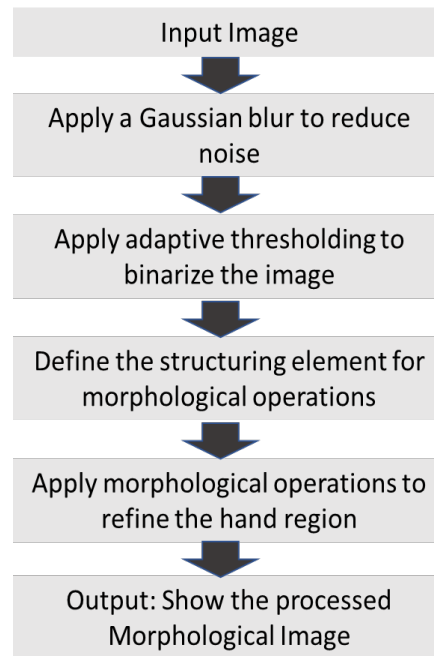 Input Image
Apply a Gaussian blur to reduce
noise
Apply adaptive thresholding to
binarize the image
Define the structuring element for
morphological operations
Apply morphological operations to
refine the hand region
Output: Show the processed
Morphological Image